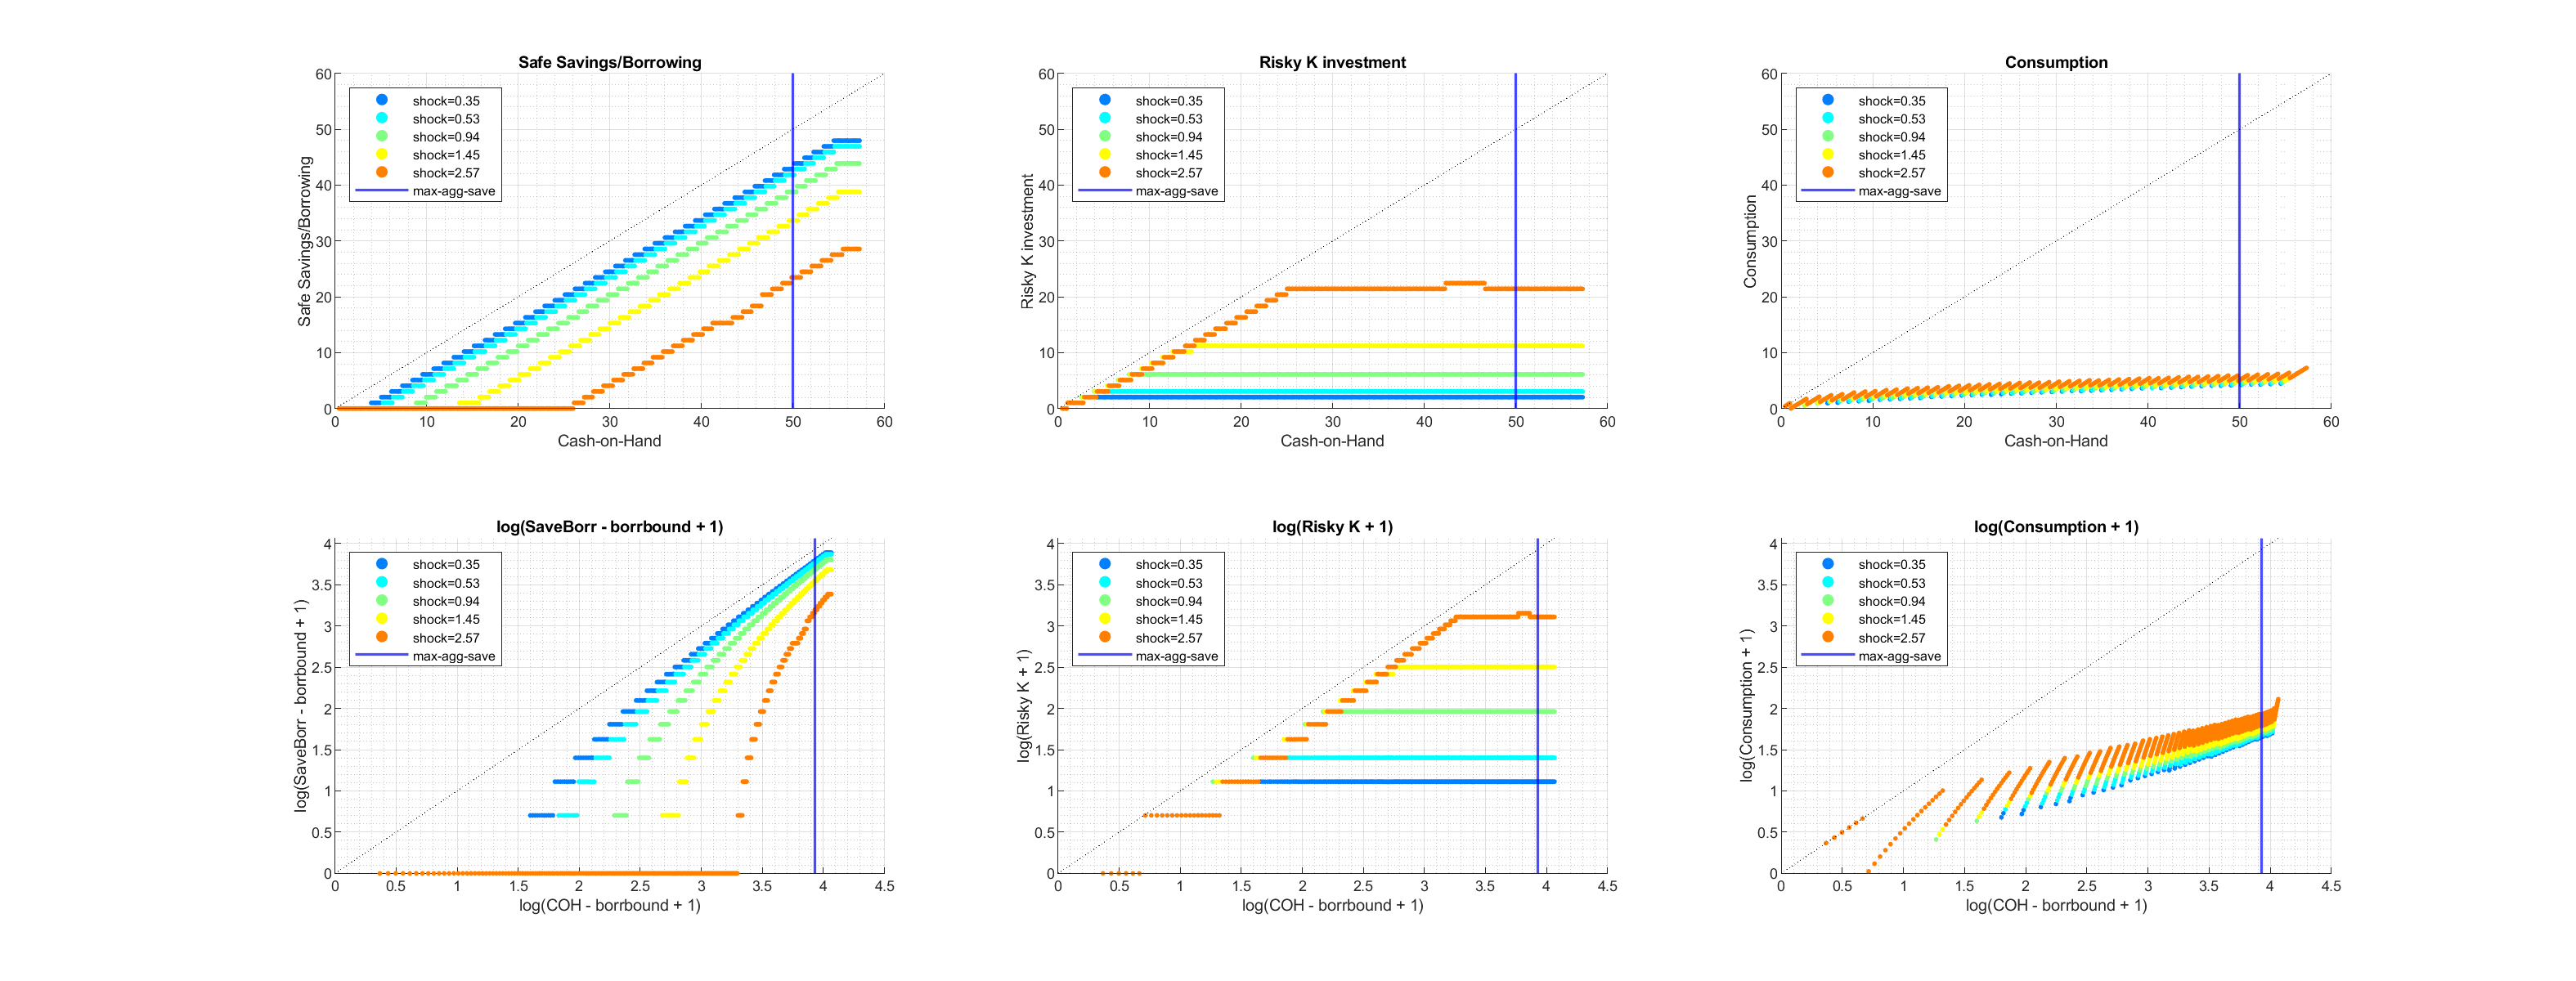 Safe Savings/Borrowing
60
50
40
30
20
10
0
Safe Savings/Borrowing
shock=0.35
shock=0.53
shock=0.94
shock=1.45
shock=2.57
max-agg-save
0 10 20 30 40 50 60
Cash-on-Hand
Risky K investment
60
50
40
30
20
10
0
Risky K investment
shock=0.35
shock=0.53
shock=0.94
shock=1.45
shock=2.57
max-agg-save
0 10 20 30 40 50 60
Cash-on-Hand
Consumption
60
50
40
30
20
10
0
Consumption
shock=0.35
shock=0.53
shock=0.94
shock=1.45
shock=2.57
max-agg-save
0 10 20 30 40 50 60
Cash-on-Hand
log(SaveBorr - borrbound + 1)
4
3.5
3
2.5
2
1.5
1
0.5
0
log(SaveBorr - borrbound + 1)
shock=0.35
shock=0.53
shock=0.94
shock=1.45
shock=2.57
max-agg-save
0 0.5 1 1.5 2 2.5 3 3.5 4 4.5
log(COH - borrbound + 1)
log(Risky K + 1)
4
3.5
3
2.5
2
1.5
1
0.5
0
log(Risky K + 1)
shock=0.35
shock=0.53
shock=0.94
shock=1.45
shock=2.57
max-agg-save
0 0.5 1 1.5 2 2.5 3 3.5 4 4.5
log(COH - borrbound + 1)
log(Consumption + 1)
4
3.5
3
2.5
2
1.5
1
0.5
0
log(Consumption + 1)
shock=0.35
shock=0.53
shock=0.94
shock=1.45
shock=2.57
max-agg-save
0 0.5 1 1.5 2 2.5 3 3.5 4 4.5
log(COH - borrbound + 1)